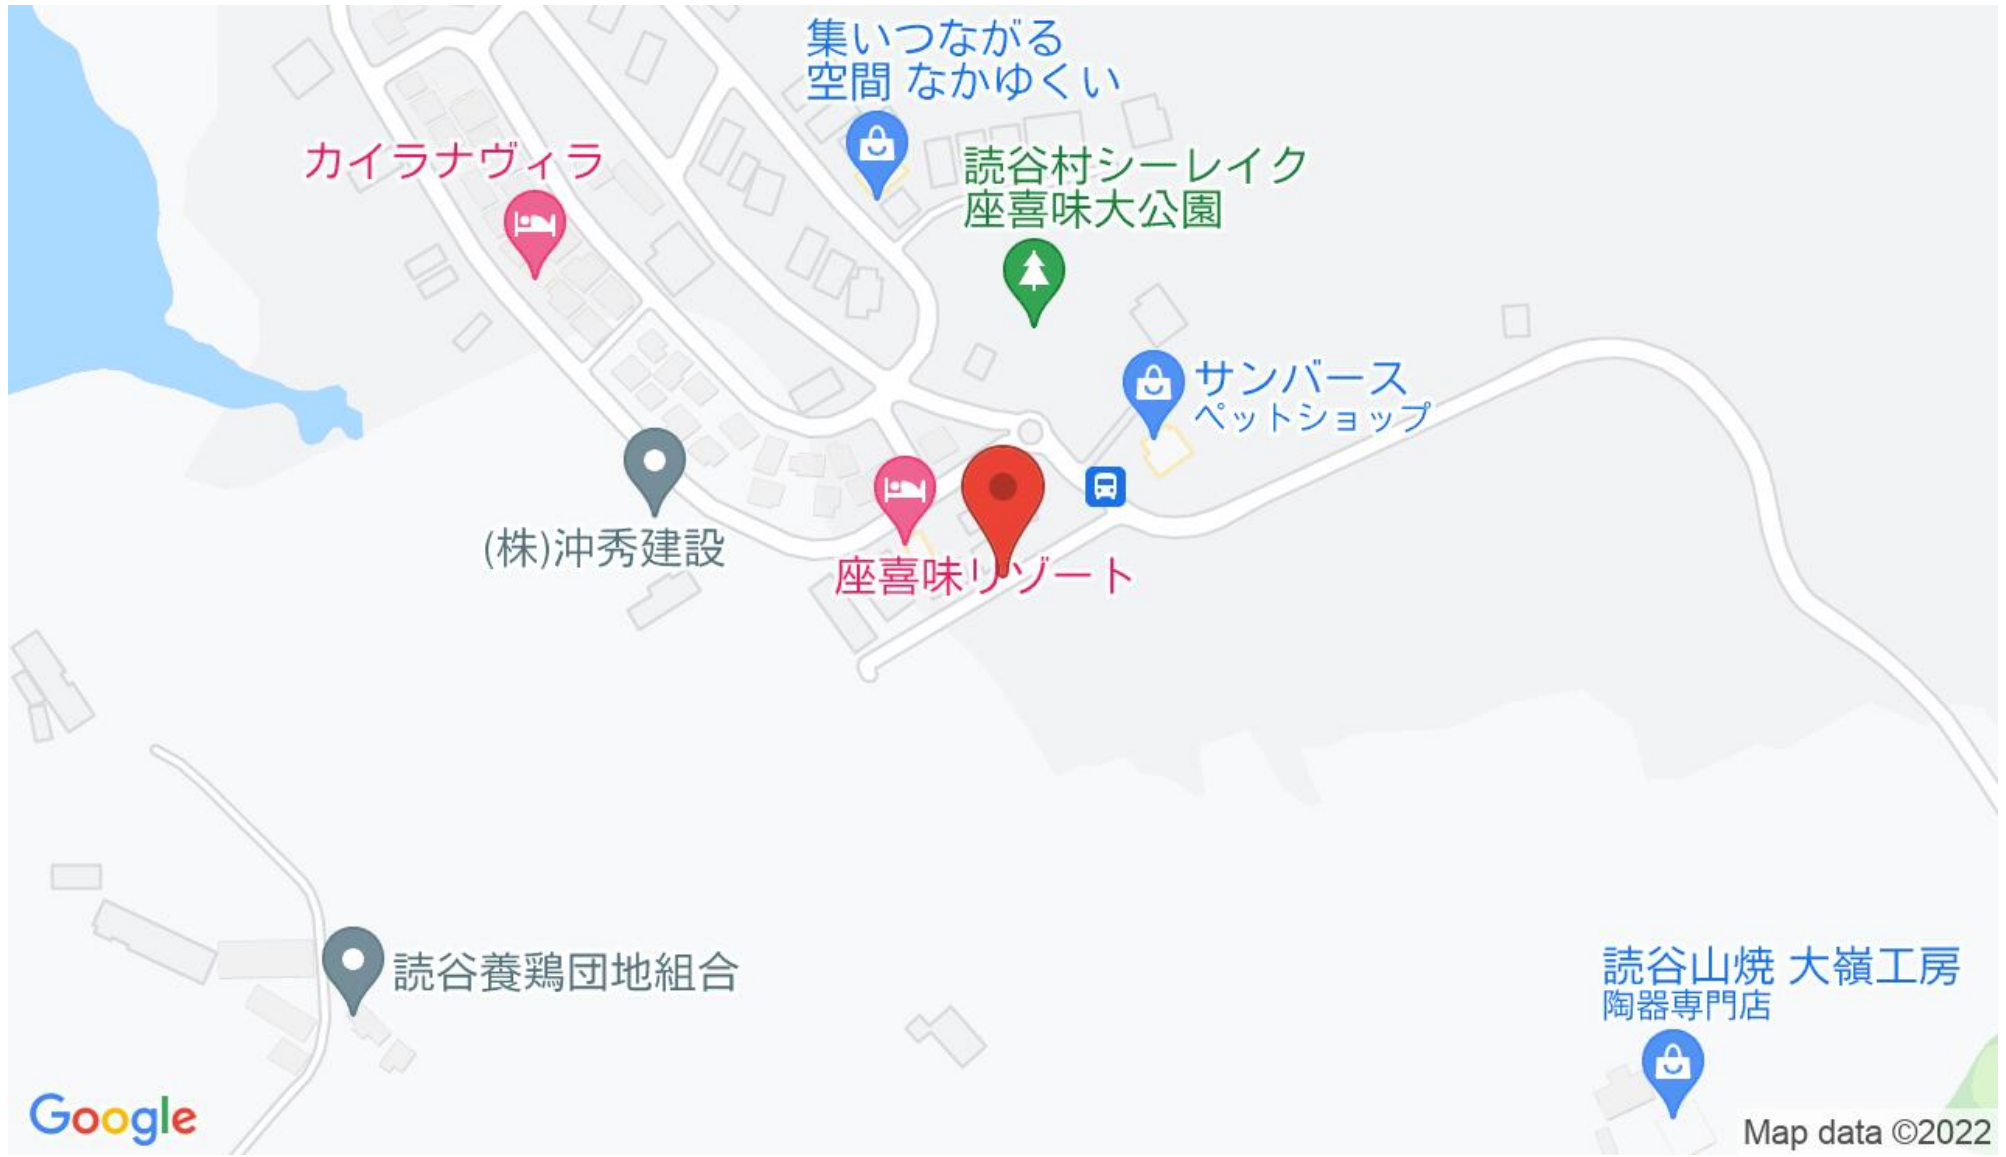 集いつながる
空間 なかゆくい
カイラナヴィラ
読谷村シーレイク
座喜味大公園
サンバース
ペットショップ
(株)沖秀建設
座喜味リゾート
読谷養鶏団地組合
読谷山焼 大嶺工房
陶器専門店
Google
Map data ©2022